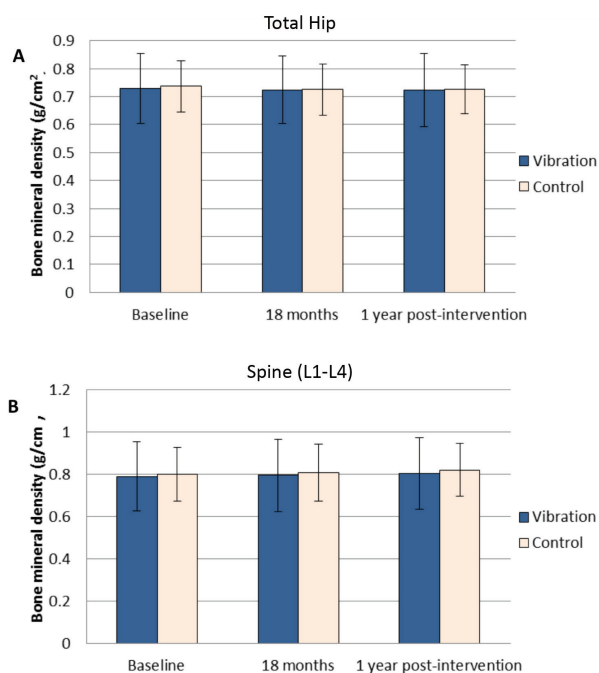 Total Hip
A
Bone mineral density (g/cm².
0.9
0.8
0.7
0.6
0.5
0.4
0.3
0.2
0.1
0
Vibration
Control
Baseline 18 months 1 year post-intervention
Spine (L1-L4)
B
Bone mineral density (g/cm ,
1.2
1
0.8
0.6
0.4
0.2
0
Vibration
Control
Baseline 18 months 1 year post-intervention